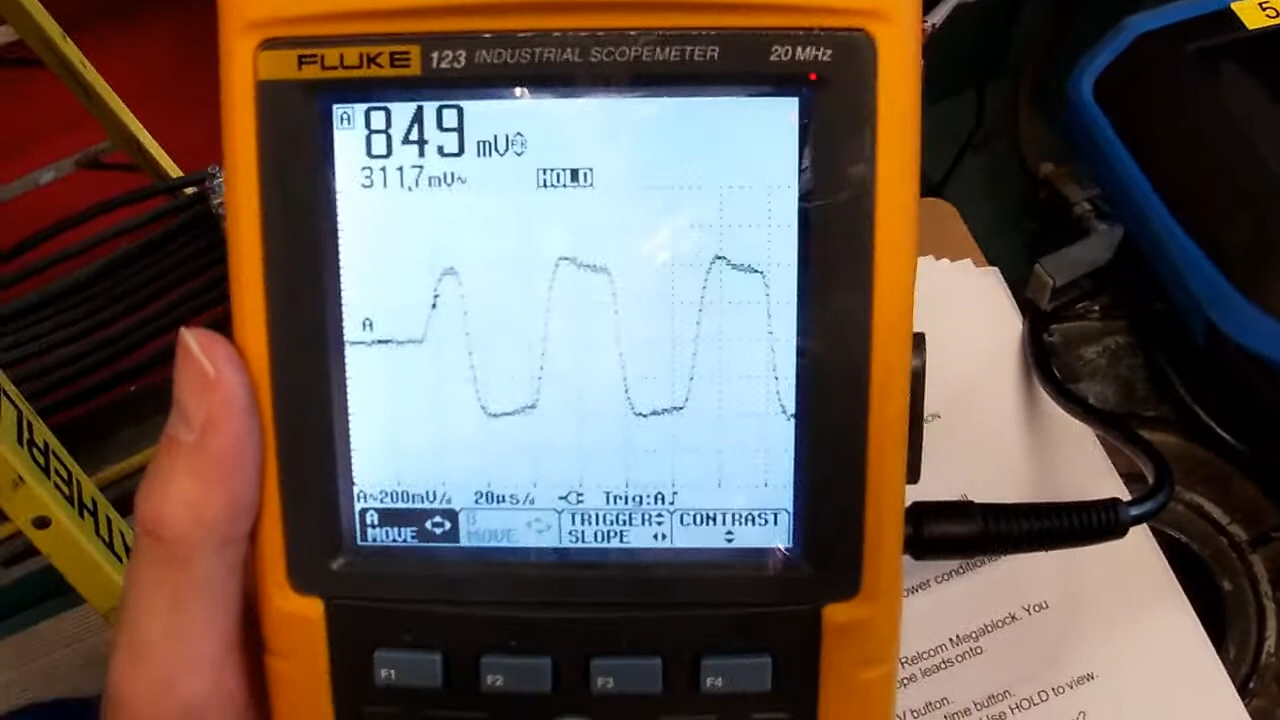 5
FLUKE 123 INDUSTRIAL SCOPEMETER 20 MHz
A 849 mV
311.7 mV~ HOLD
A
A~200mV/d 20µs/d Trig:A
A MOVE
B MOVE
TRIGGER SLOPE
CONTRAST
F1 F2 F3 F4
ON
ower condition
Relcom Megablock. You
ope leads onto
V button.
time button.
Use HOLD to view.